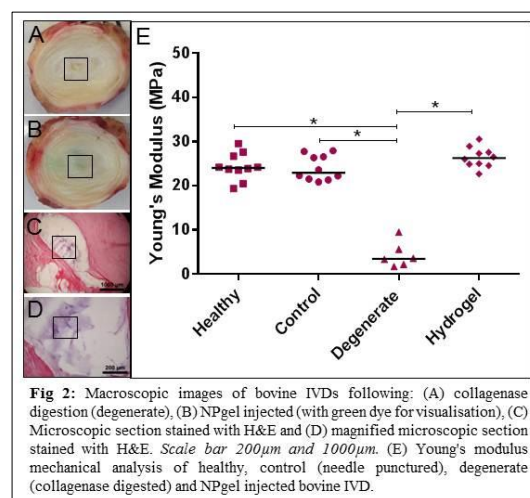 A
B
C
1000 µm
D
200 µm
E
Young's Modulus (MPa)
50
40
30
20
10
0
*
*
*
Healthy
Control
Degenerate
Hydrogel
Fig 2: Macroscopic images of bovine IVDs following: (A) collagenase
digestion (degenerate), (B) NPgel injected (with green dye for visualisation), (C)
Microscopic section stained with H&E and (D) magnified microscopic section
stained with H&E. Scale bar 200µm and 1000µm. (E) Young's modulus
mechanical analysis of healthy, control (needle punctured), degenerate
(collagenase digested) and NPgel injected bovine IVD.